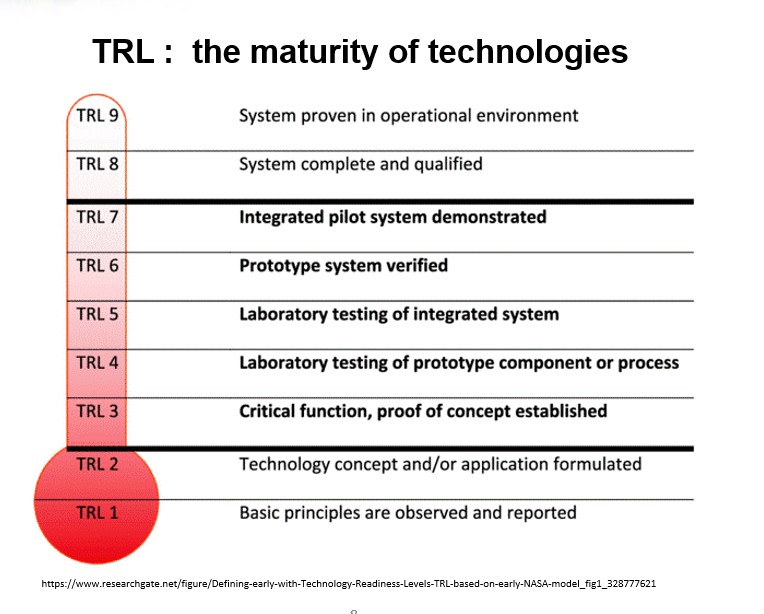 TRL :  the maturity of technologies
TRL 9 System proven in operational environment
TRL 8 System complete and qualified
TRL 7 Integrated pilot system demonstrated
TRL 6 Prototype system verified
TRL 5 Laboratory testing of integrated system
TRL 4 Laboratory testing of prototype component or process
TRL 3 Critical function, proof of concept established
TRL 2 Technology concept and/or application formulated
TRL 1 Basic principles are observed and reported
https://www.researchgate.net/figure/Defining-early-with-Technology-Readiness-Levels-TRL-based-on-early-NASA-model_fig1_328777621